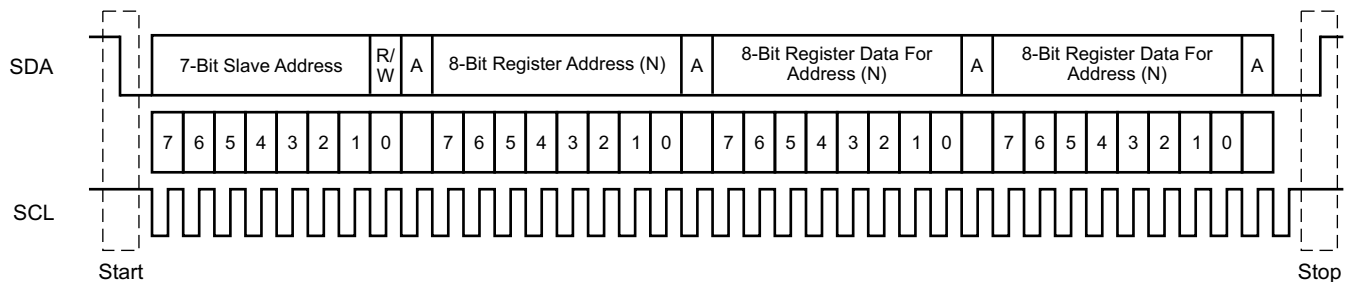 SDA
7-Bit Slave Address
R/
W
A
8-Bit Register Address (N)
A
8-Bit Register Data For
Address (N)
A
8-Bit Register Data For
Address (N)
A
7 6 5 4 3 2 1 0 7 6 5 4 3 2 1 0 7 6 5 4 3 2 1 0 7 6 5 4 3 2 1 0
SCL
Start
Stop